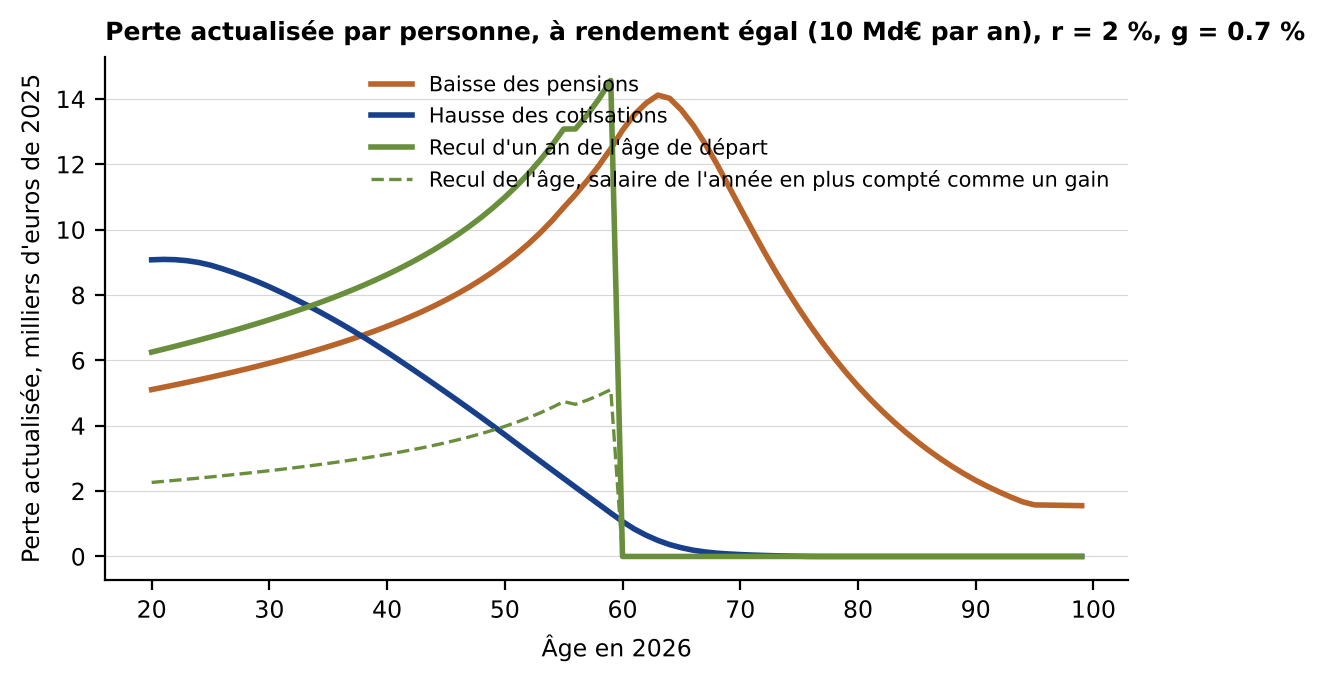 Perte actualisée par personne, à rendement égal (10 Md€ par an), r = 2 %, g = 0.7 %
Perte actualisée, milliers d'euros de 2025
14
12
10
8
6
4
2
0
Baisse des pensions
Hausse des cotisations
Recul d'un an de l'âge de départ
Recul de l'âge, salaire de l'année en plus compté comme un gain
20 30 40 50 60 70 80 90 100
Âge en 2026